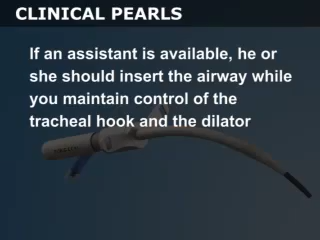 CLINICAL PEARLS
If an assistant is available, he or
she should insert the airway while
you maintain control of the
tracheal hook and the dilator